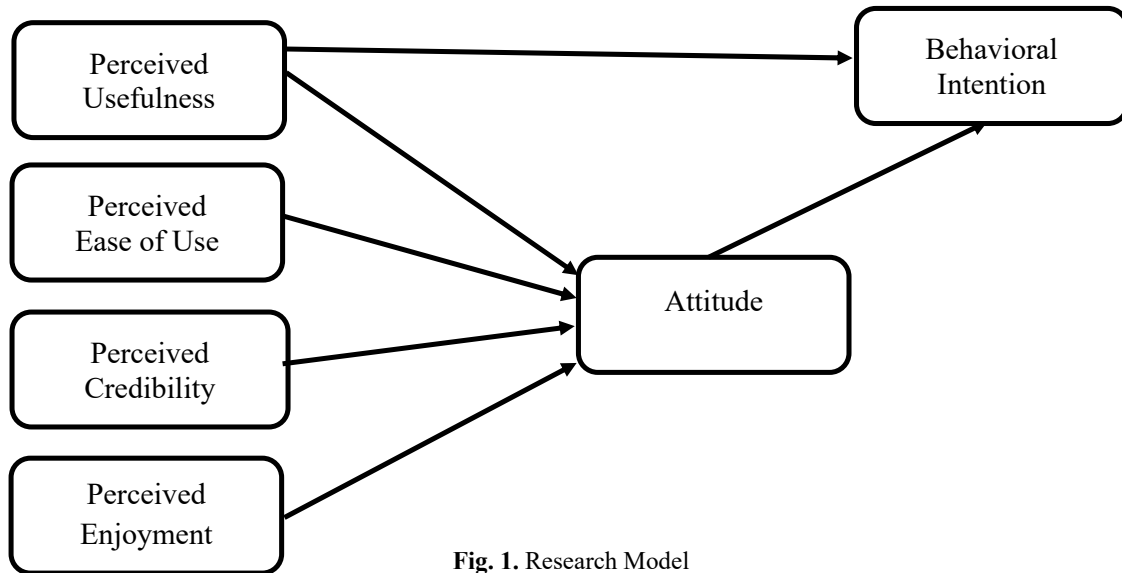 Perceived
Usefulness
Behavioral
Intention
Perceived
Ease of Use
Attitude
Perceived
Credibility
Perceived
Enjoyment
Fig. 1. Research Model